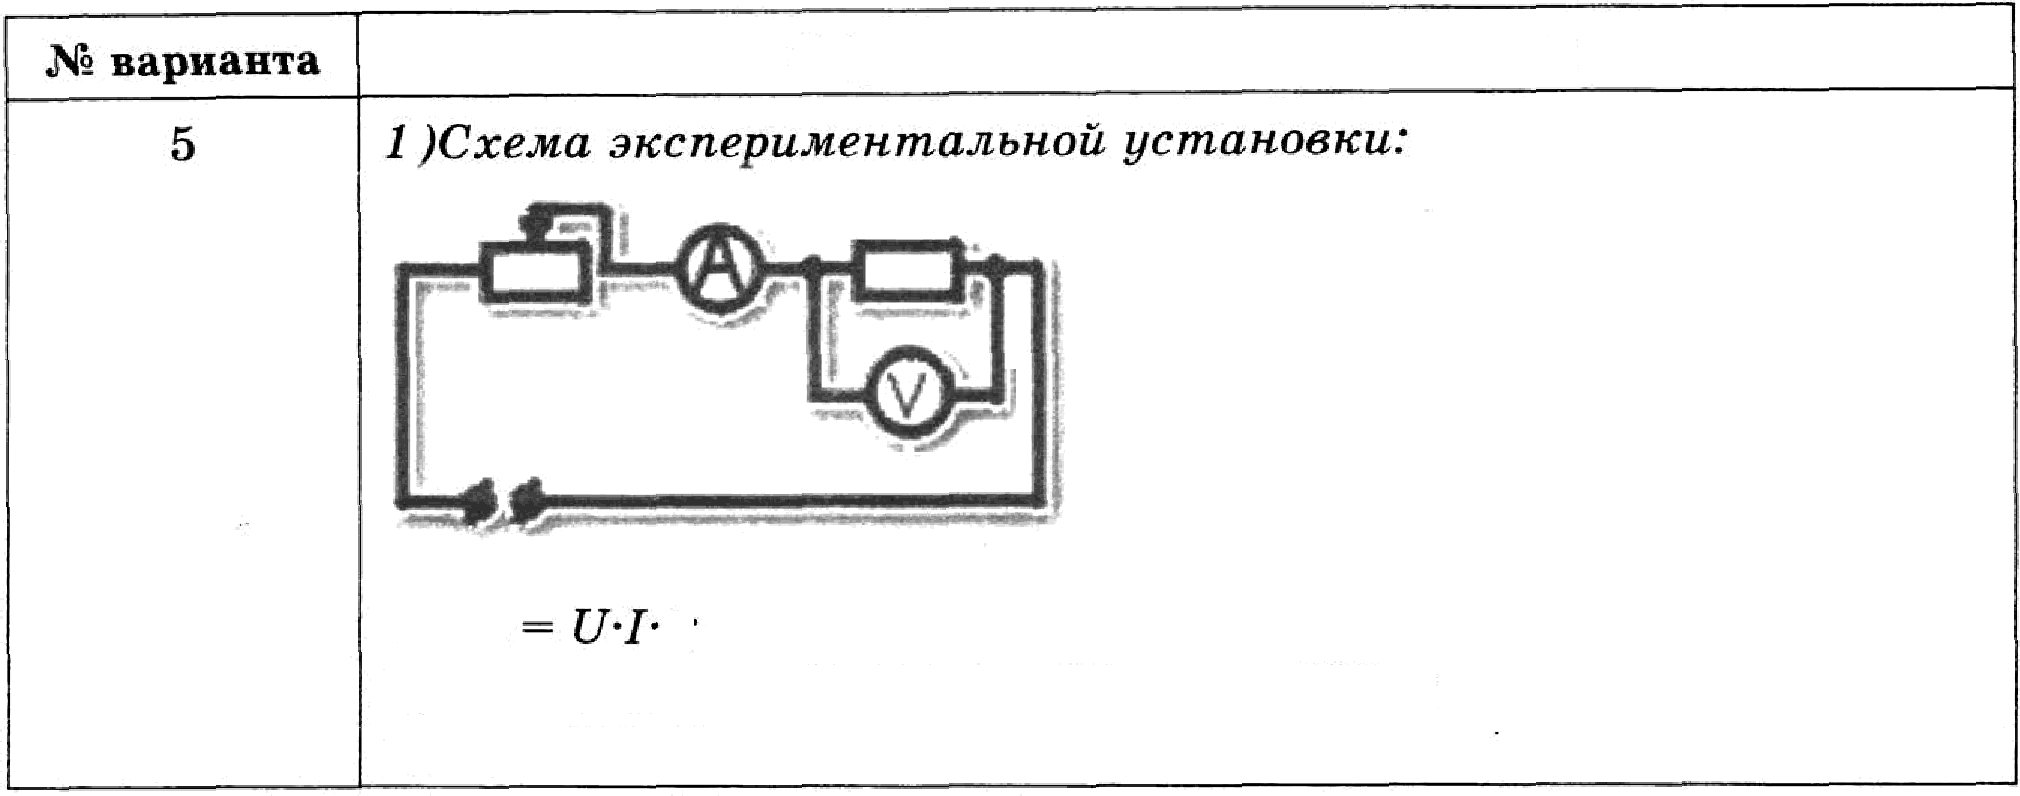 № варианта
5
1)Схема экспериментальной установки:
A
V
= U·I·